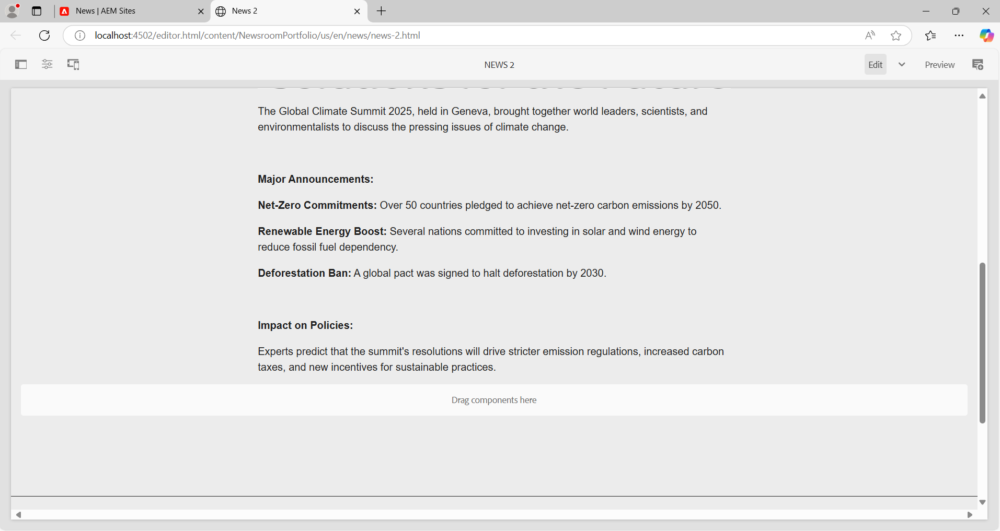 News | AEM Sites
News 2
localhost:4502/editor.html/content/NewsroomPortfolio/us/en/news/news-2.html
NEWS 2
Edit
Preview
The Global Climate Summit 2025, held in Geneva, brought together world leaders, scientists, and
environmentalists to discuss the pressing issues of climate change.
Major Announcements:
Net-Zero Commitments: Over 50 countries pledged to achieve net-zero carbon emissions by 2050.
Renewable Energy Boost: Several nations committed to investing in solar and wind energy to
reduce fossil fuel dependency.
Deforestation Ban: A global pact was signed to halt deforestation by 2030.
Impact on Policies:
Experts predict that the summit's resolutions will drive stricter emission regulations, increased carbon
taxes, and new incentives for sustainable practices.
Drag components here